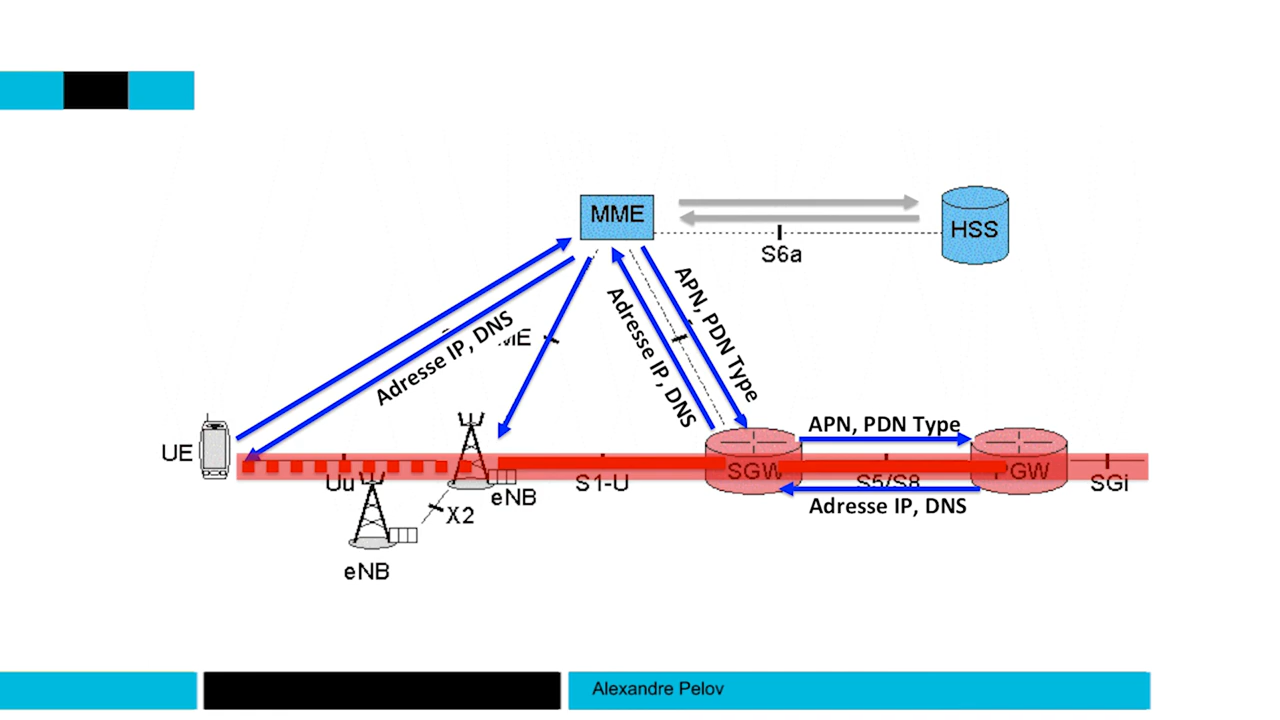 MME
HSS
S6a
APN, PDN Type
Adresse IP, DNS
Adresse IP, DNS
ME
UE
APN, PDN Type
SGW
PGW
Uu
eNB
S1-U
S5/S8
SGi
X2
Adresse IP, DNS
eNB
Alexandre Pelov